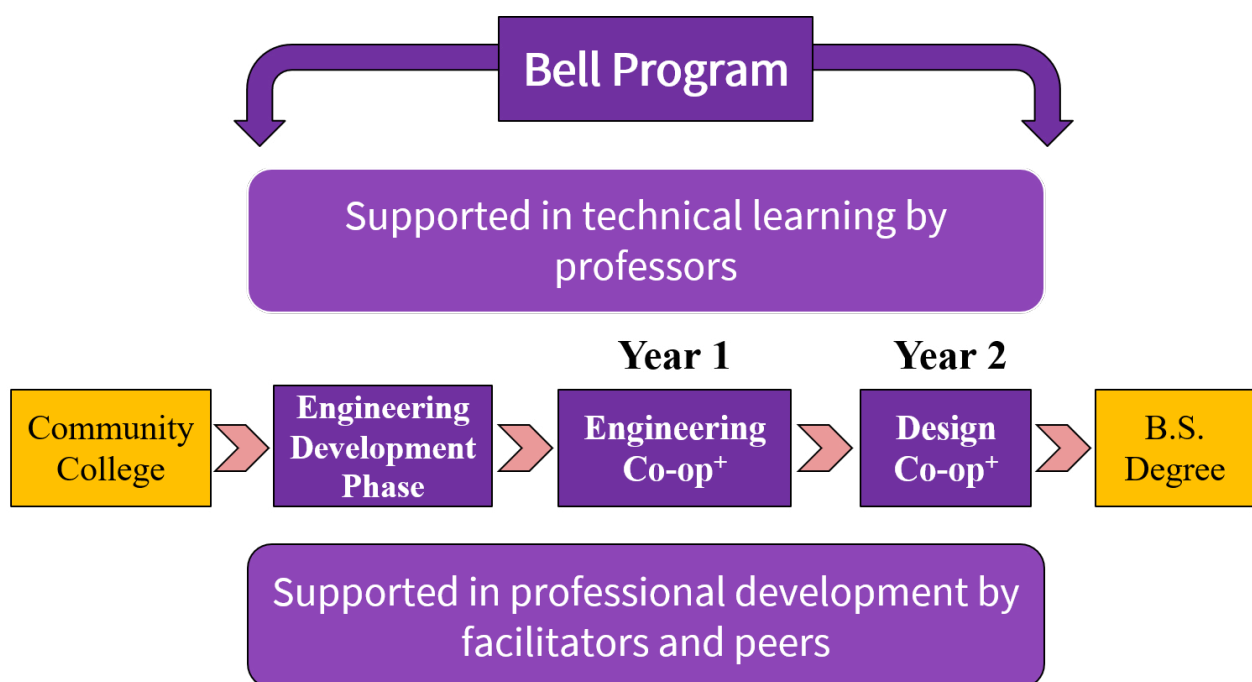 Bell Program
Supported in technical learning by
professors
Year 1
Year 2
Community
College
Engineering
Development
Phase
Engineering
Co-op⁺
Design
Co-op⁺
B.S.
Degree
Supported in professional development by
facilitators and peers